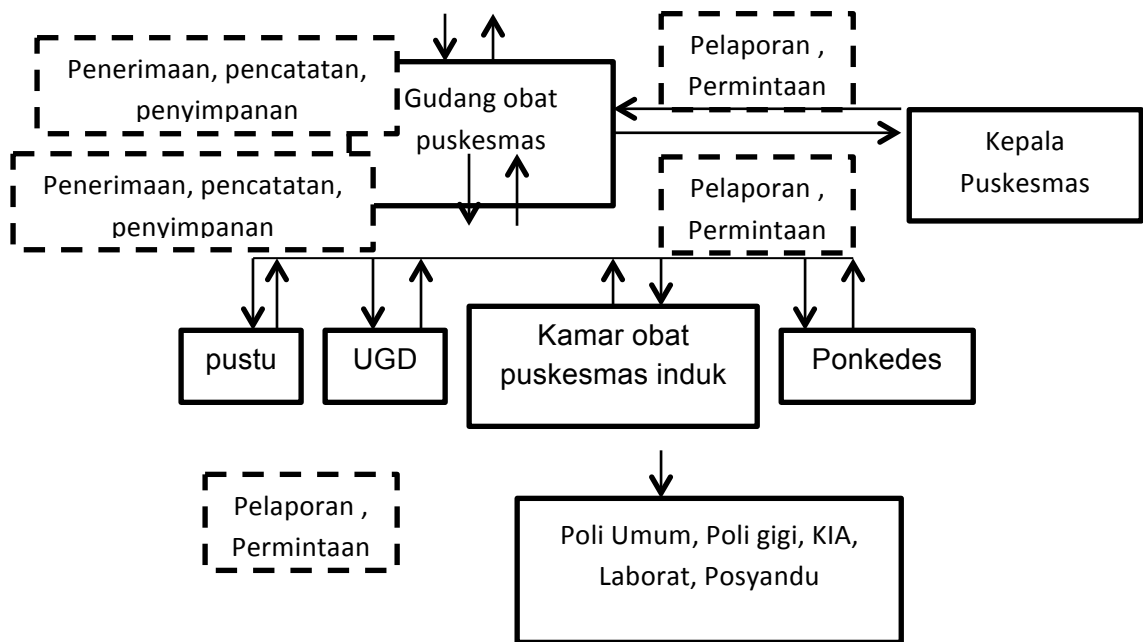 Penerimaan, pencatatan,
penyimpanan
Gudang obat
puskesmas
Pelaporan ,
Permintaan
Kepala
Puskesmas
Penerimaan, pencatatan,
penyimpanan
Pelaporan ,
Permintaan
pustu
UGD
Kamar obat
puskesmas induk
Ponkedes
Pelaporan ,
Permintaan
Poli Umum, Poli gigi, KIA,
Laborat, Posyandu